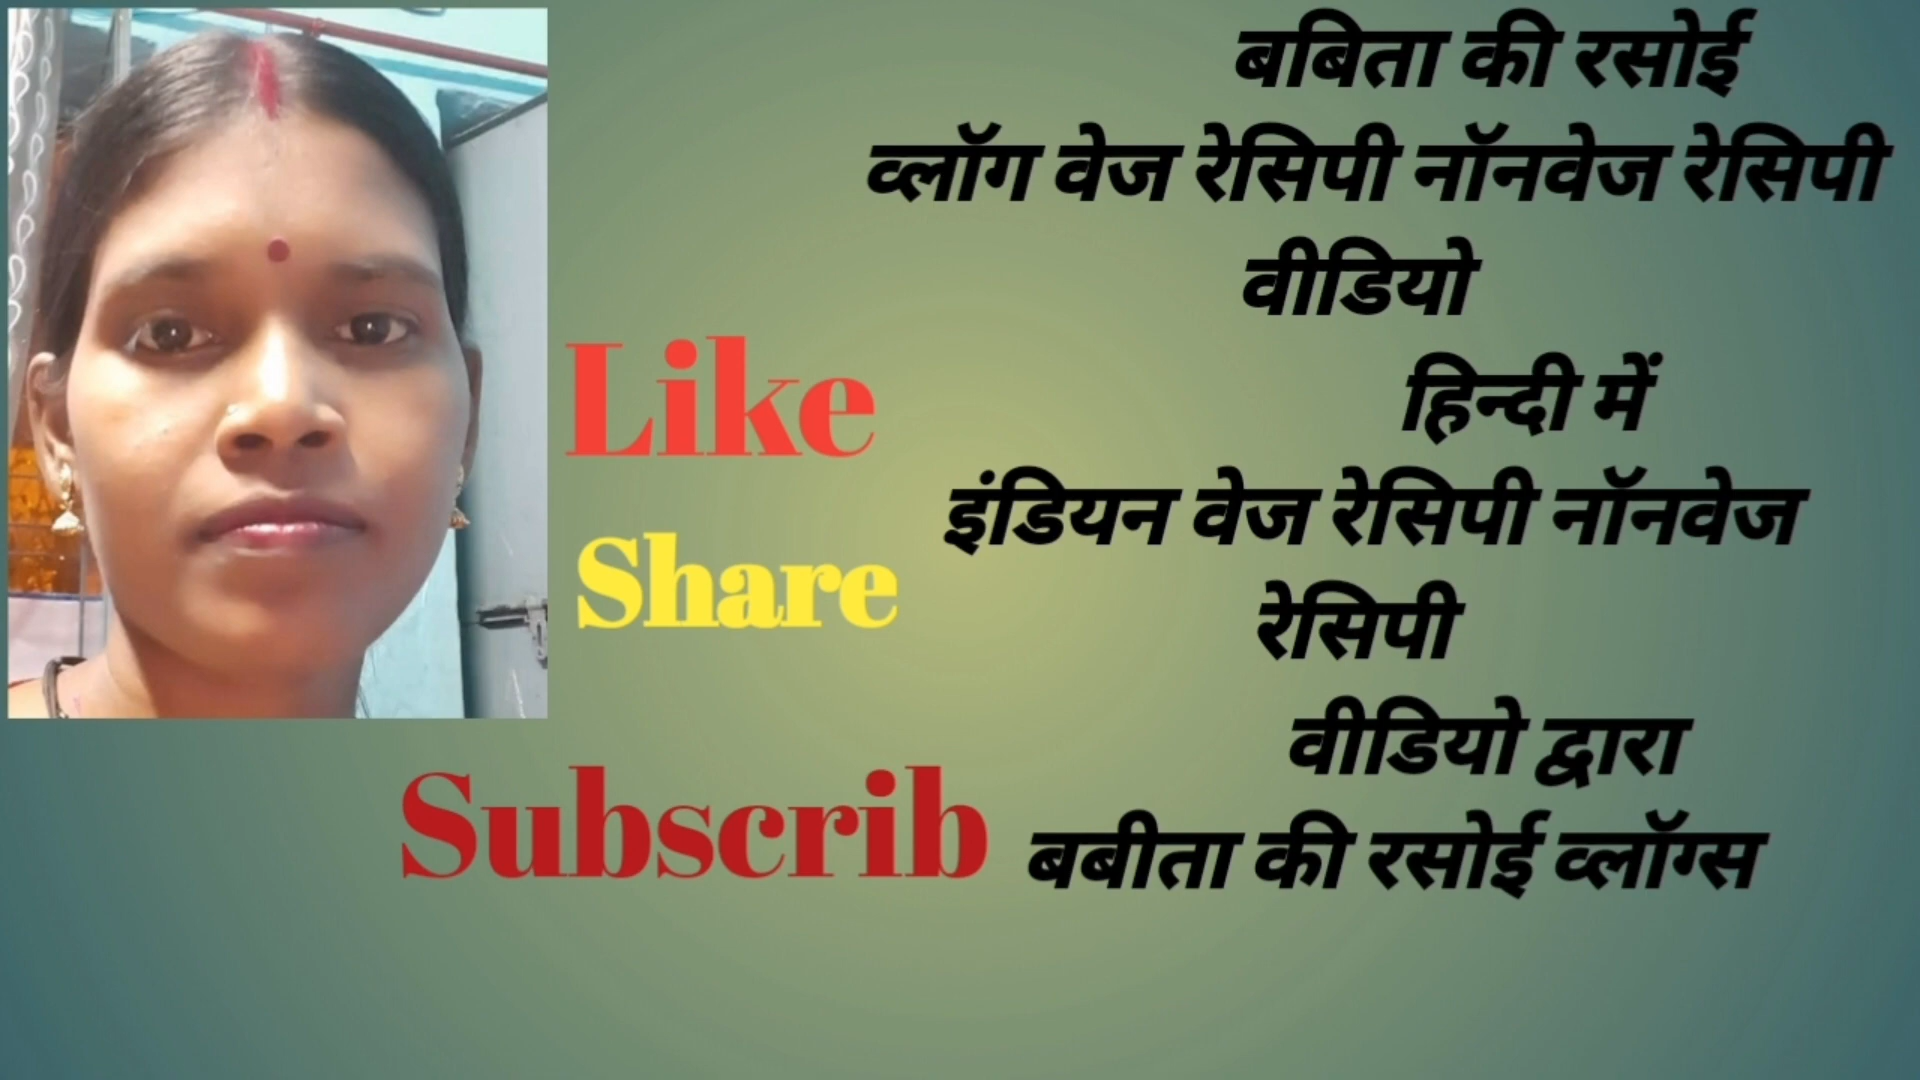 बबिता की रसोई
व्लॉग वेज रेसिपी नॉनवेज रेसिपी
वीडियो
हिन्दी में
इंडियन वेज रेसिपी नॉनवेज
रेसिपी
वीडियो द्वारा
बबीता की रसोई व्लॉग्स
Like
Share
Subscrib